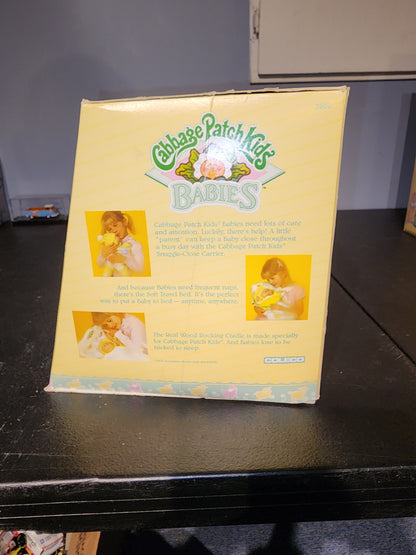 Cabbage Patch Kids®
BABIES
Cabbage Patch Kids® Babies need lots of care
and attention. Luckily, there's help! A little
"parent" can keep a Baby close throughout
a busy day with the Cabbage Patch Kids®
Snuggle-Close Carrier.
And because Babies need frequent naps,
there's the Soft Travel Bed. It's the perfect
way to put a baby to bed — anytime, anywhere.
The Real Wood Rocking Cradle is made specially
for Cabbage Patch Kids®. And Babies love to be
rocked to sleep.